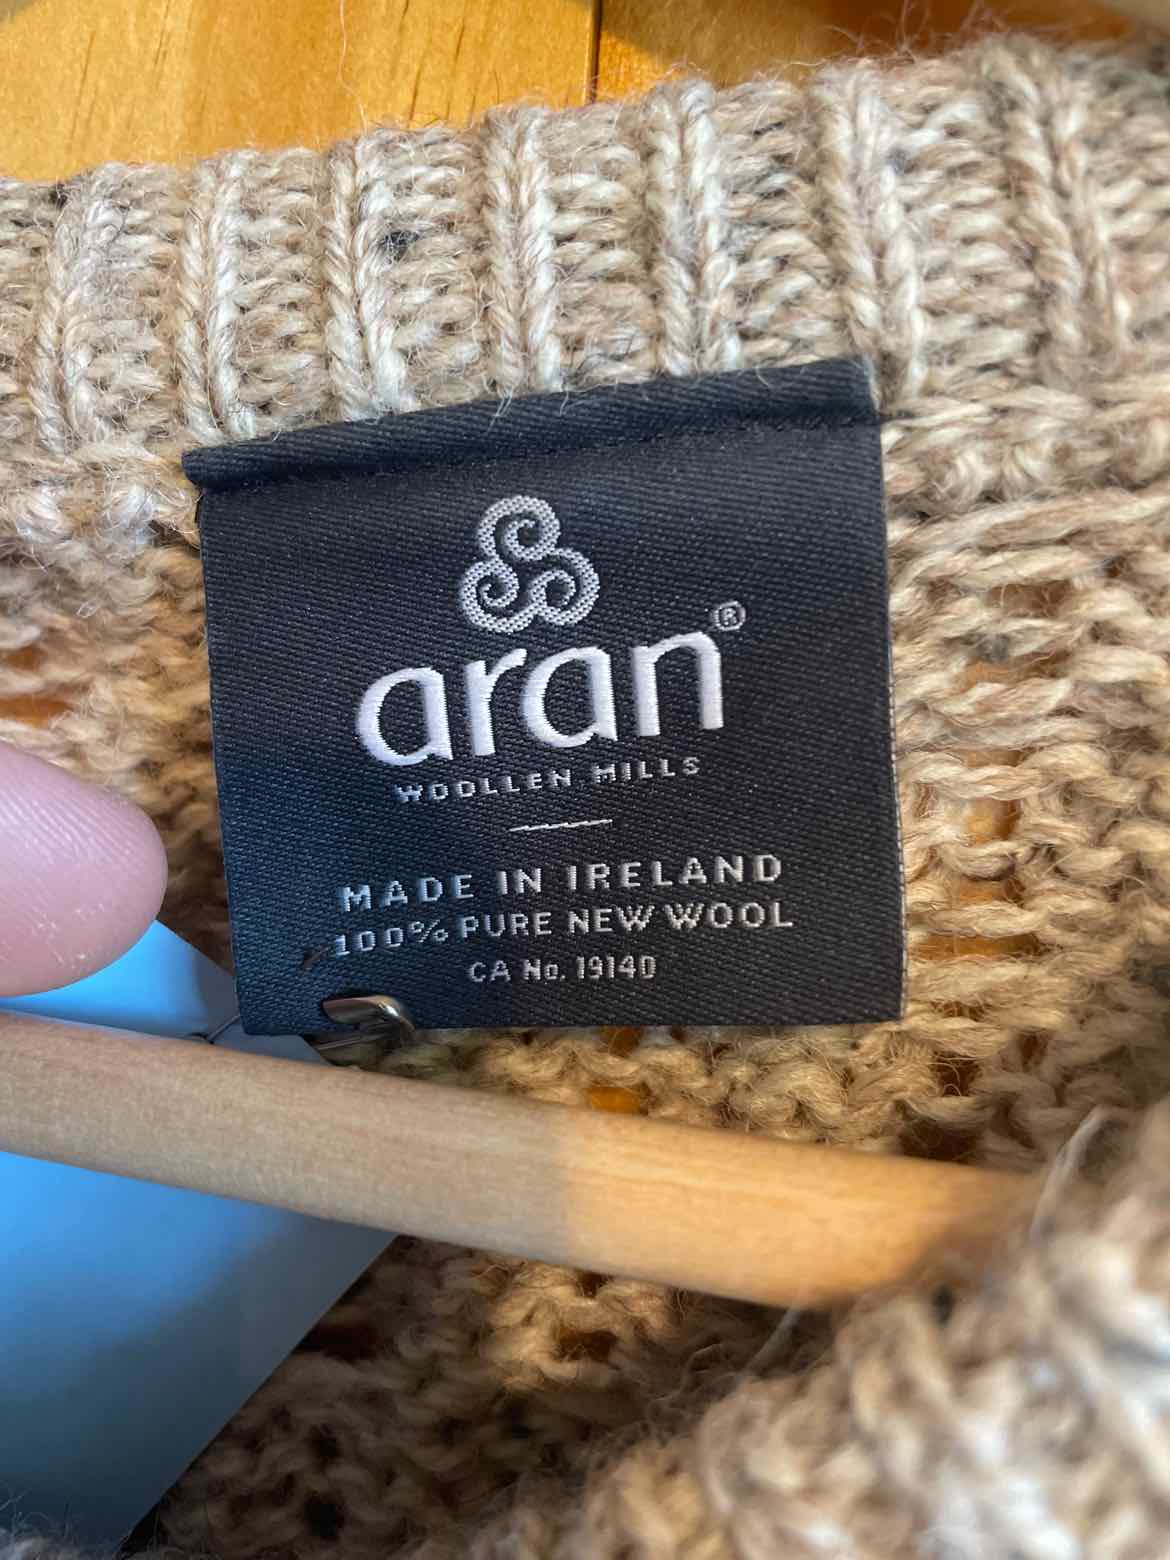 aran®
WOOLLEN MILLS
MADE IN IRELAND
100% PURE NEW WOOL
CA No. 19140